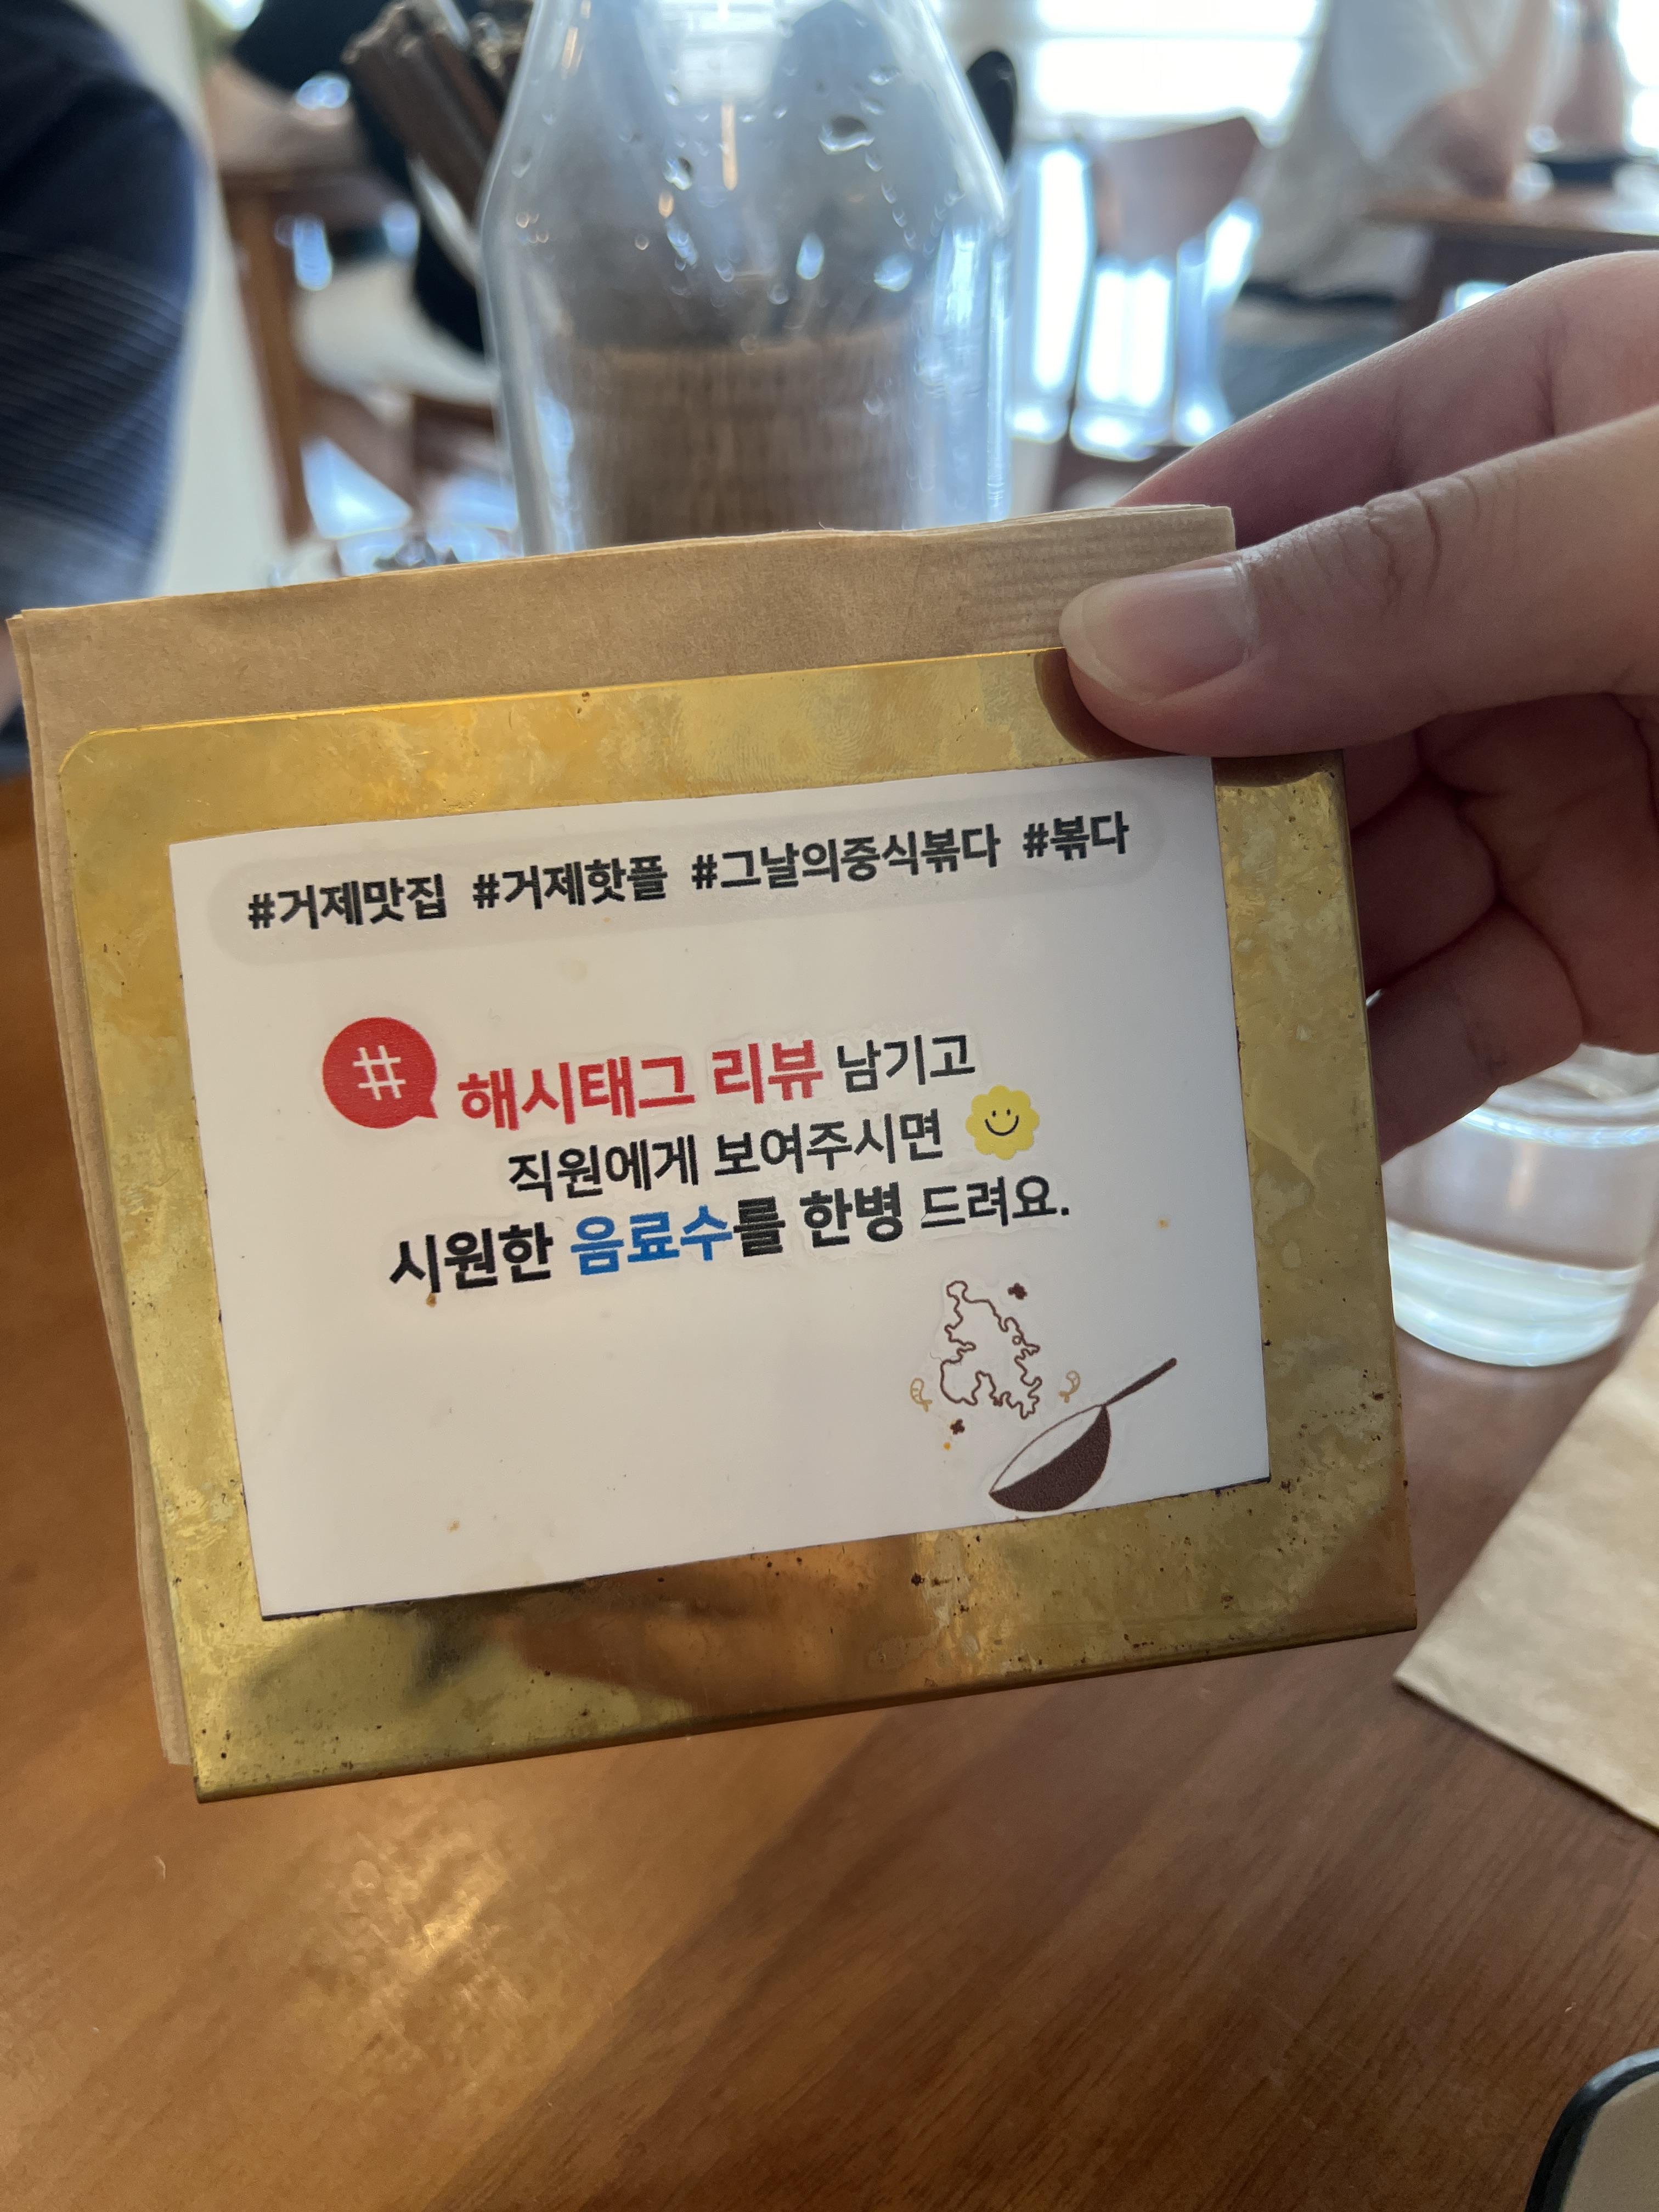 #거제맛집 #거제핫플 #그날의중식볶다 #볶다
# 해시태그 리뷰 남기고
직원에게 보여주시면
시원한 음료수를 한병 드려요.